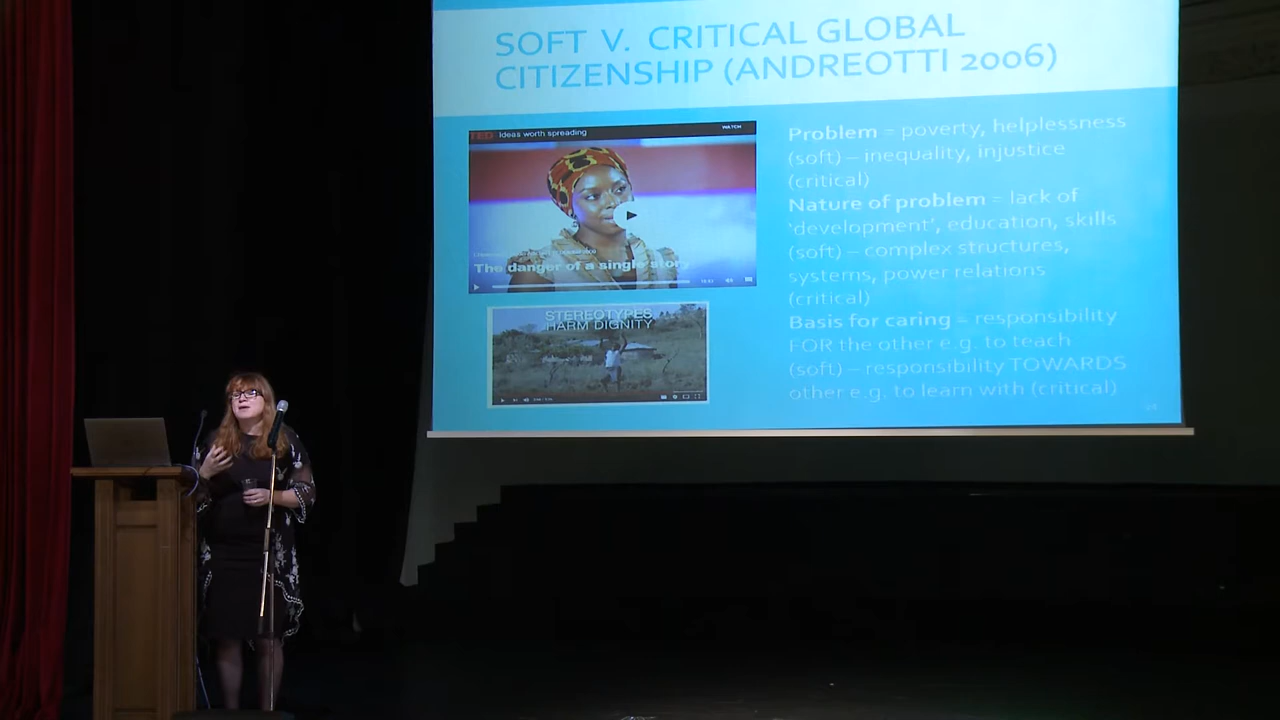 SOFT V. CRITICAL GLOBAL
CITIZENSHIP (ANDREOTTI 2006)
TED Ideas worth spreading
WATCH
The danger of a single story
STEREOTYPES
HARM DIGNITY
Problem = poverty, helplessness
(soft) – inequality, injustice
(critical)
Nature of problem = lack of
'development', education, skills
(soft) – complex structures,
systems, power relations
(critical)
Basis for caring = responsibility
FOR the other e.g. to teach
(soft) – responsibility TOWARDS
other e.g. to learn with (critical)